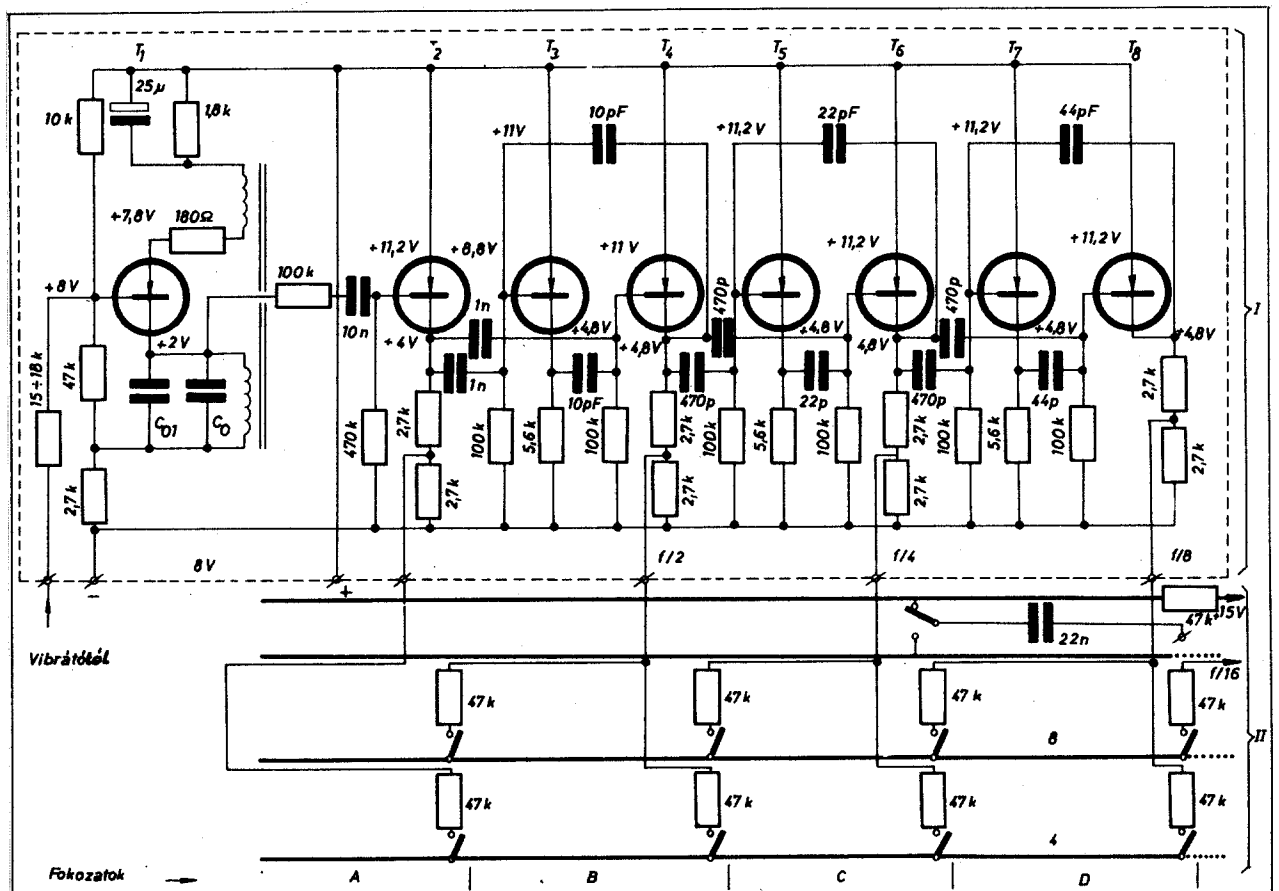 T1 T2 T3 T4 T5 T6 T7 T8
25µ
10k
1,8k
10pF
22pF
44pF
+11V
+11,2V
+11,2V
+7,8V
180Ω
+11,2V
+8,8V
+11V
+11,2V
+11,2V
+8V
100k
10n
1n
470p
470p
+2V
+4V
+4,8V
+4,8V
+4,8V
4,8V
+4,8V
+4,8V
1n
10pF
470p
22p
470p
44p
15÷18k
47k
C01
C0
470k
2,7k
100k
5,6k
100k
2,7k
100k
5,6k
100k
2,7k
100k
5,6k
100k
2,7k
2,7k
2,7k
2,7k
2,7k
2,7k
I
8V
f/2
f/4
f/8
−
+
47k
+15V
22n
Vibrátótól
f/16
47k
47k
47k
47k
8
II
47k
47k
47k
47k
4
Fokozatok
A
B
C
D